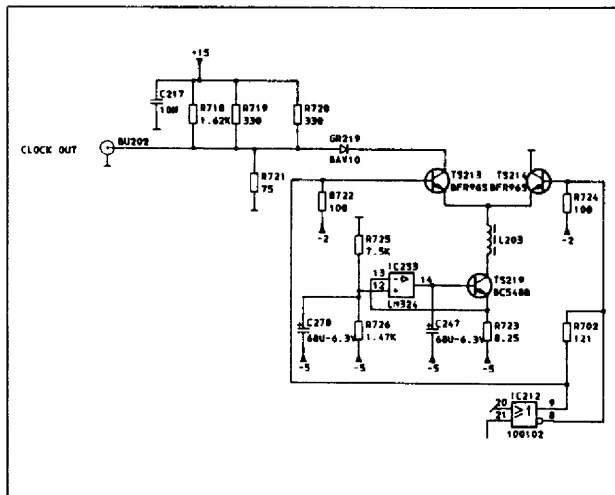 +15
C217
10N
R718
1.62K
R719
330
R720
330
CLOCK OUT
BU202
GR219
BAV10
R721
75
TS213
BFR96S
TS214
BFR96S
R722
100
-2
R724
100
-2
R725
7.5K
L203
IC233
13
12
14
-
+
LM324
TS219
BC548B
C278
68U-6.3V
-5
R726
1.47K
-5
C247
68U-6.3V
-5
R723
8.25
-5
R702
121
IC212
20
21
≥1
9
8
100102